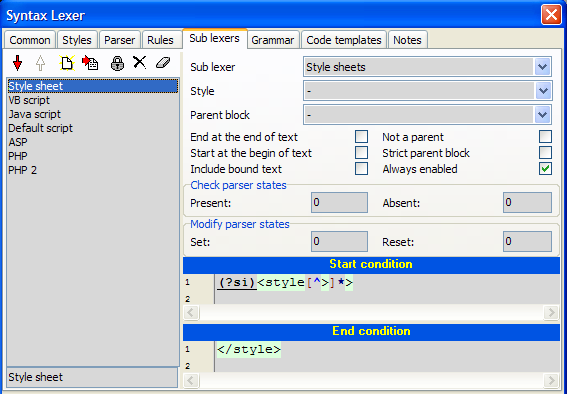 Syntax Lexer
Common Styles Parser Rules Sub lexers Grammar Code templates Notes
Style sheet
VB script
Java script
Default script
ASP
PHP
PHP 2
Style sheet
Sub lexer Style sheets
Style -
Parent block -
End at the end of text Not a parent
Start at the begin of text Strict parent block
Include bound text Always enabled
Check parser states
Present: 0 Absent: 0
Modify parser states
Set: 0 Reset: 0
Start condition
1 (?si)<style[^>]*>
2
End condition
1 </style>
2